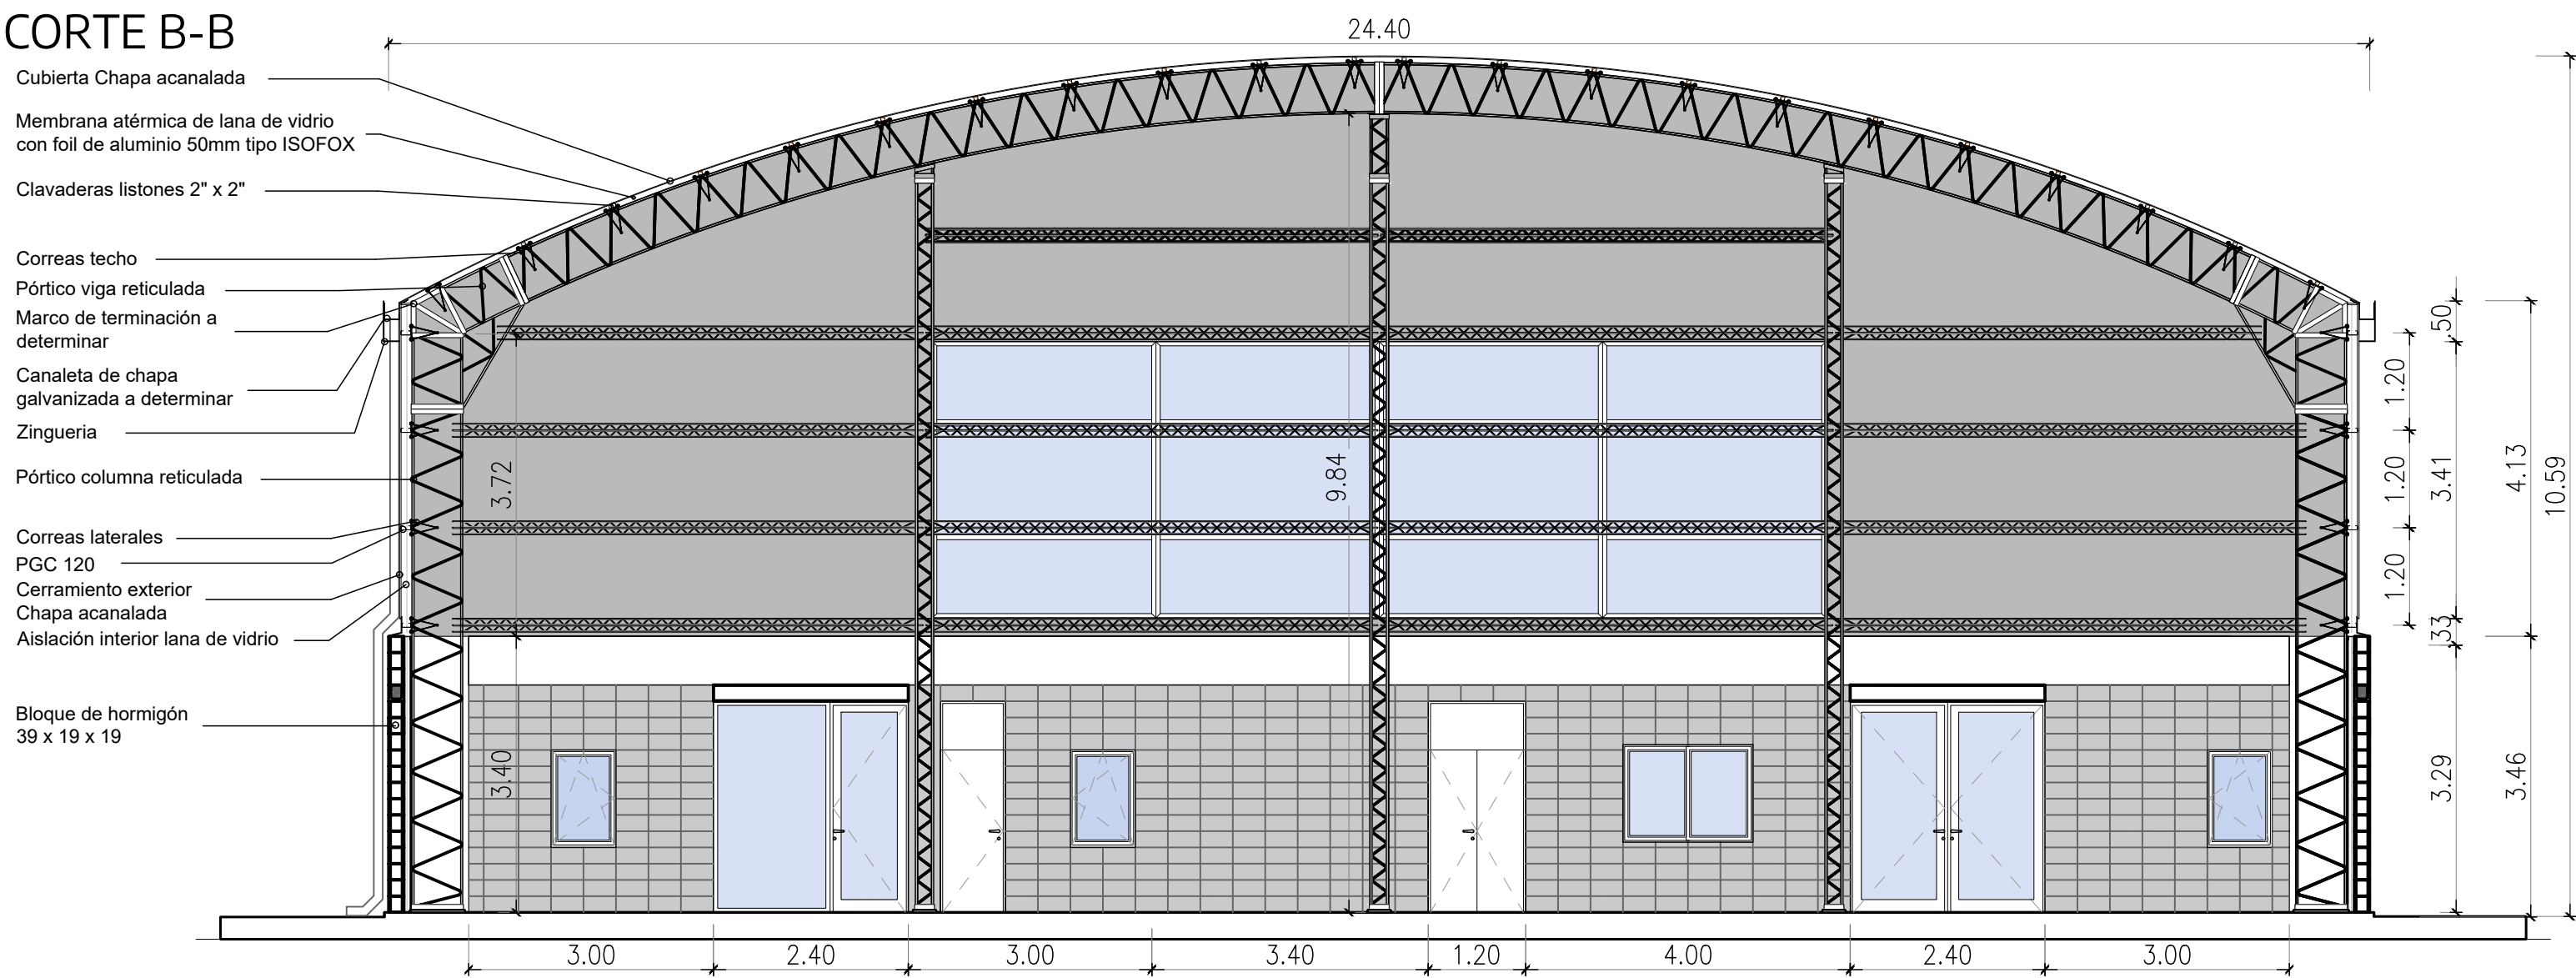 CORTE B-B
24.40
Cubierta Chapa acanalada
Membrana atérmica de lana de vidrio
con foil de aluminio 50mm tipo ISOFOX
Clavaderas listones 2" x 2"
Correas techo
Pórtico viga reticulada
Marco de terminación a
determinar
Canaleta de chapa
galvanizada a determinar
Zingueria
Pórtico columna reticulada
Correas laterales
PGC 120
Cerramiento exterior
Chapa acanalada
Aislación interior lana de vidrio
Bloque de hormigón
39 x 19 x 19
3.72
3.40
9.84
1.20
1.20
1.20
.50
3.41
.33
3.29
4.13
3.46
10.59
3.00
2.40
3.00
3.40
1.20
4.00
2.40
3.00